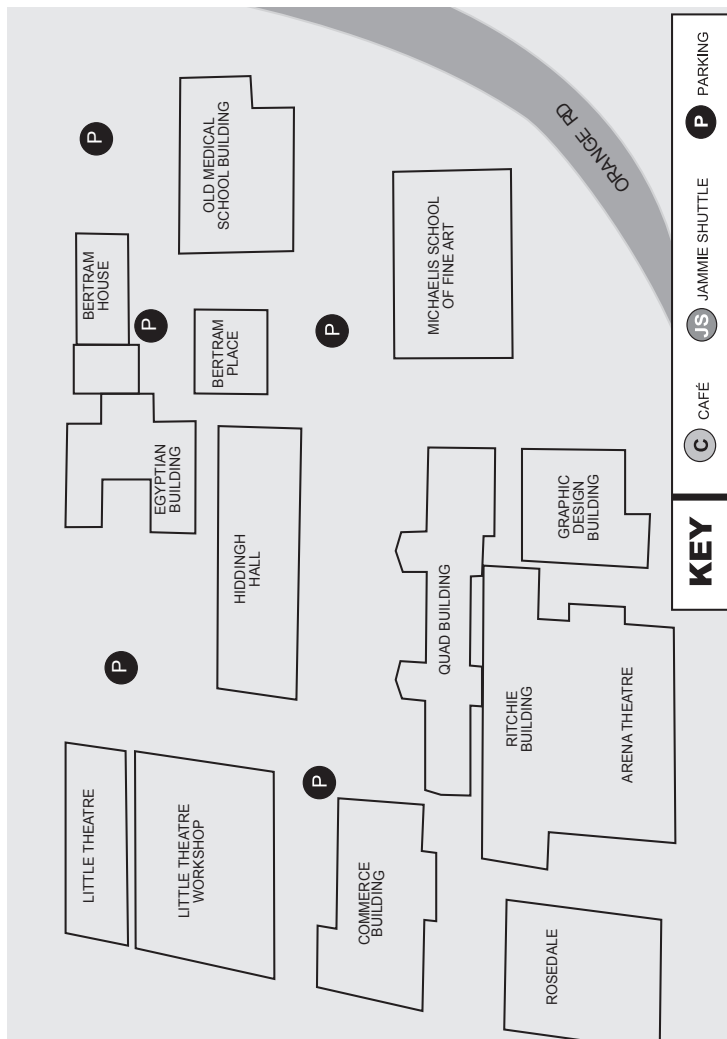 LITTLE THEATRE
P
EGYPTIAN
BUILDING
BERTRAM
HOUSE
P
P
LITTLE THEATRE
WORKSHOP
HIDDINGH
HALL
BERTRAM
PLACE
OLD MEDICAL
SCHOOL BUILDING
P
P
COMMERCE
BUILDING
QUAD BUILDING
MICHAELIS SCHOOL
OF FINE ART
ORANGE RD
ROSEDALE
RITCHIE
BUILDING
ARENA THEATRE
GRAPHIC
DESIGN
BUILDING
KEY
C CAFÉ
JS JAMMIE SHUTTLE
P PARKING